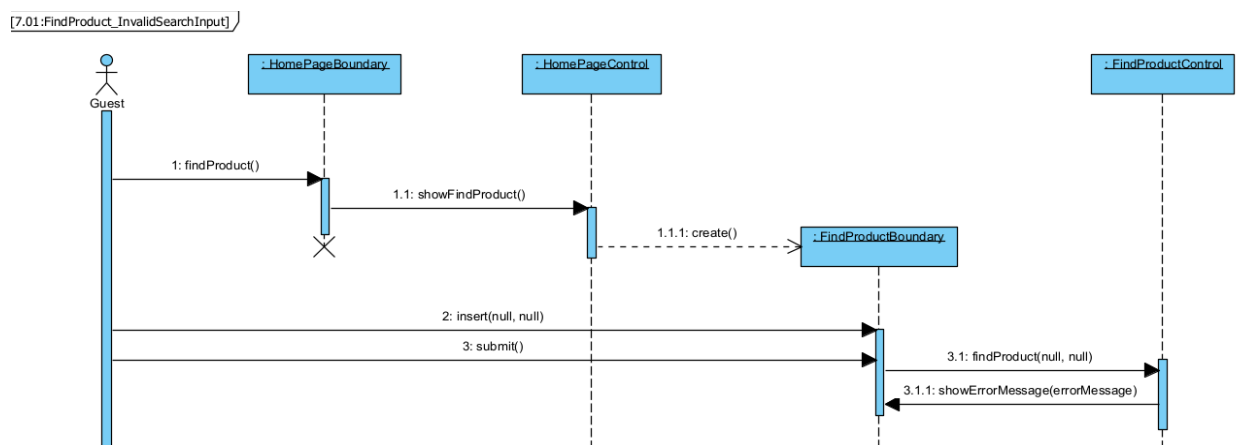 [7.01:FindProduct_InvalidSearchInput]
: HomePageBoundary
: HomePageControl
: FindProductControl
Guest
1: findProduct()
1.1: showFindProduct()
1.1.1: create()
: FindProductBoundary
2: insert(null, null)
3: submit()
3.1: findProduct(null, null)
3.1.1: showErrorMessage(errorMessage)